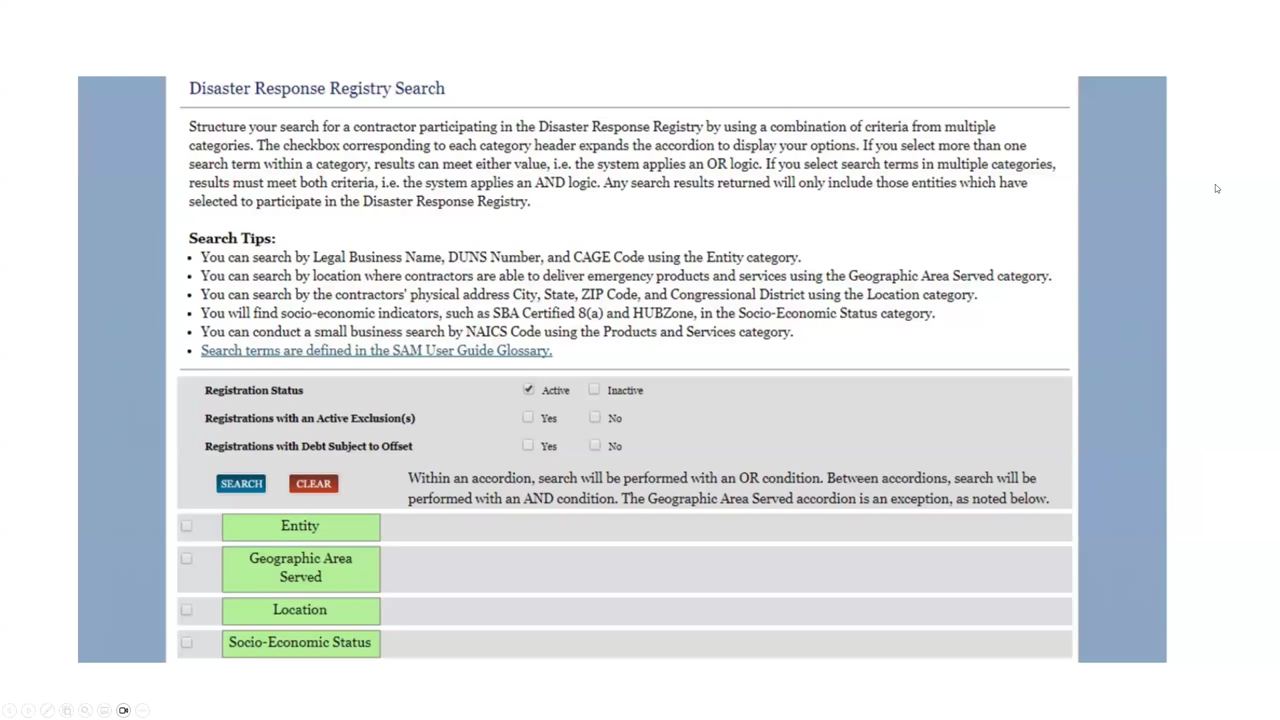 Disaster Response Registry Search
Structure your search for a contractor participating in the Disaster Response Registry by using a combination of criteria from multiple
categories. The checkbox corresponding to each category header expands the accordion to display your options. If you select more than one
search term within a category, results can meet either value, i.e. the system applies an OR logic. If you select search terms in multiple categories,
results must meet both criteria, i.e. the system applies an AND logic. Any search results returned will only include those entities which have
selected to participate in the Disaster Response Registry.
Search Tips:
• You can search by Legal Business Name, DUNS Number, and CAGE Code using the Entity category.
• You can search by location where contractors are able to deliver emergency products and services using the Geographic Area Served category.
• You can search by the contractors' physical address City, State, ZIP Code, and Congressional District using the Location category.
• You will find socio-economic indicators, such as SBA Certified 8(a) and HUBZone, in the Socio-Economic Status category.
• You can conduct a small business search by NAICS Code using the Products and Services category.
• Search terms are defined in the SAM User Guide Glossary.
Registration Status Active Inactive
Registrations with an Active Exclusion(s) Yes No
Registrations with Debt Subject to Offset Yes No
SEARCH CLEAR Within an accordion, search will be performed with an OR condition. Between accordions, search will be
performed with an AND condition. The Geographic Area Served accordion is an exception, as noted below.
Entity
Geographic Area
Served
Location
Socio-Economic Status